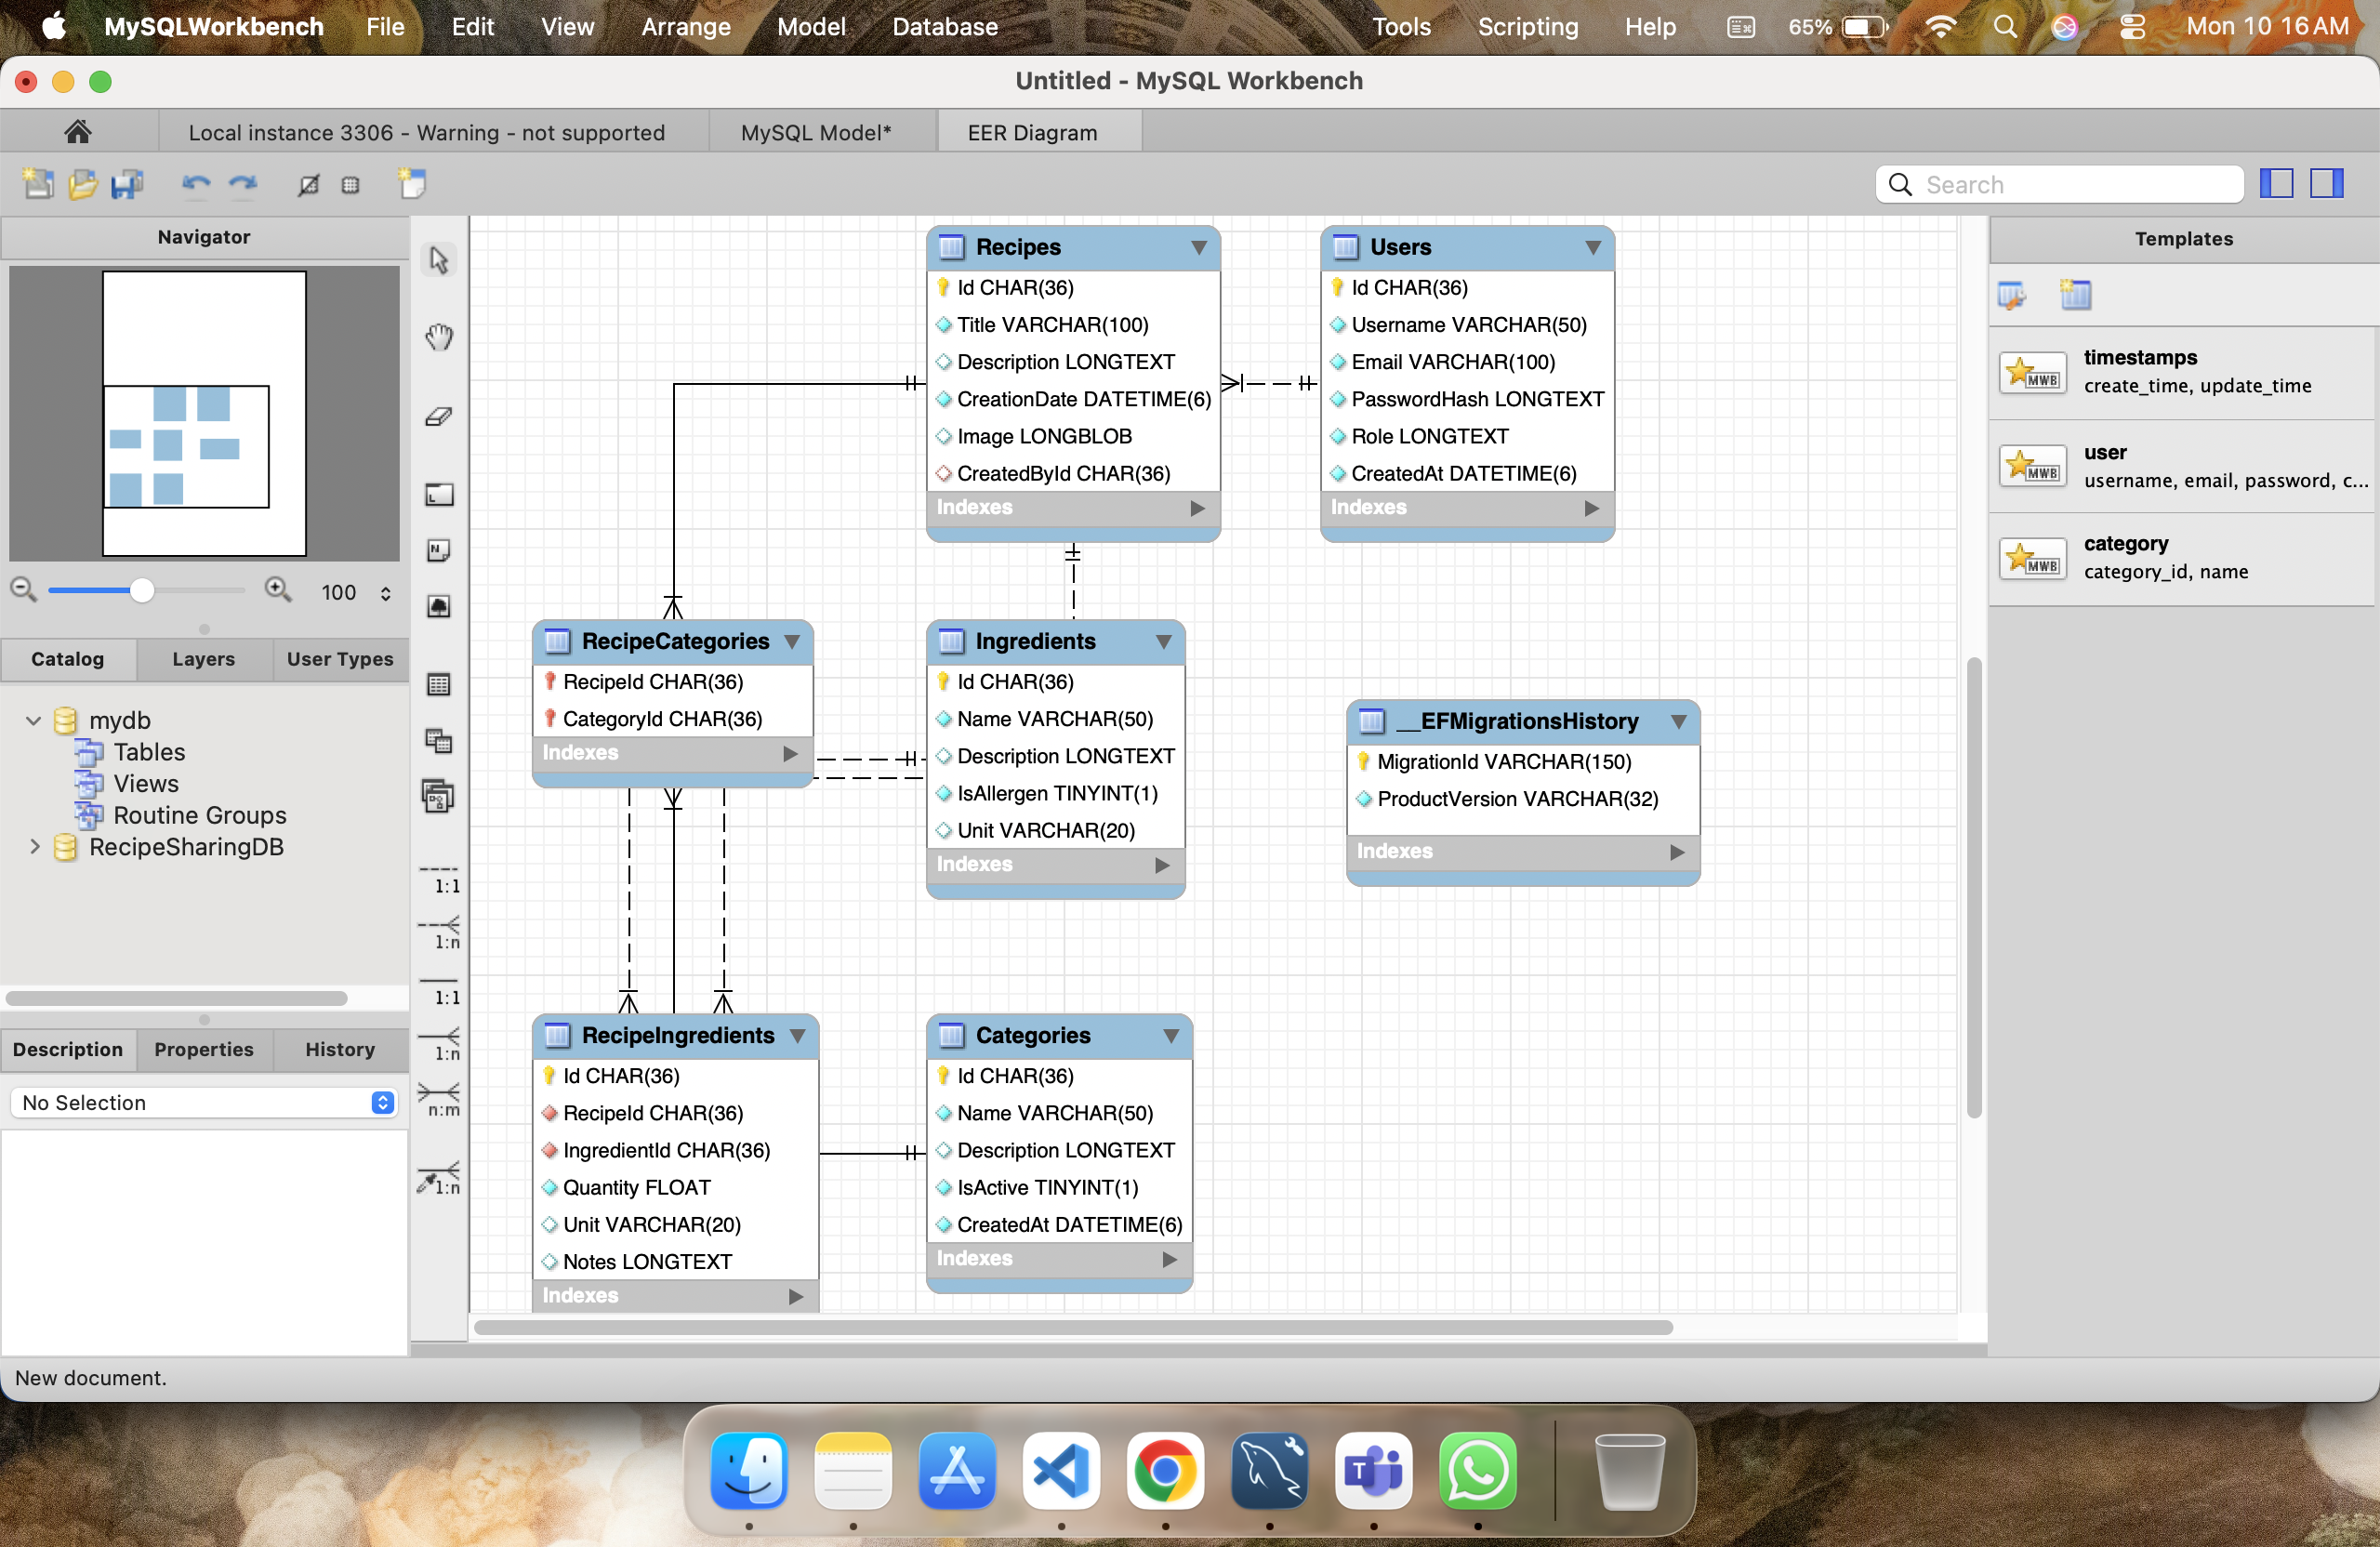 MySQLWorkbench File Edit View Arrange Model Database Tools Scripting Help 65% Mon 10 16 AM
Untitled - MySQL Workbench
Local instance 3306 - Warning - not supported MySQL Model* EER Diagram
Search
Navigator
100
Catalog Layers User Types
mydb
Tables
Views
Routine Groups
RecipeSharingDB
Description Properties History
No Selection
New document.
N
1:1
1:n
1:1
1:n
n:m
1:n
Recipes
Id CHAR(36)
Title VARCHAR(100)
Description LONGTEXT
CreationDate DATETIME(6)
Image LONGBLOB
CreatedById CHAR(36)
Indexes
Users
Id CHAR(36)
Username VARCHAR(50)
Email VARCHAR(100)
PasswordHash LONGTEXT
Role LONGTEXT
CreatedAt DATETIME(6)
Indexes
RecipeCategories
RecipeId CHAR(36)
CategoryId CHAR(36)
Indexes
Ingredients
Id CHAR(36)
Name VARCHAR(50)
Description LONGTEXT
IsAllergen TINYINT(1)
Unit VARCHAR(20)
Indexes
__EFMigrationsHistory
MigrationId VARCHAR(150)
ProductVersion VARCHAR(32)
Indexes
RecipeIngredients
Id CHAR(36)
RecipeId CHAR(36)
IngredientId CHAR(36)
Quantity FLOAT
Unit VARCHAR(20)
Notes LONGTEXT
Indexes
Categories
Id CHAR(36)
Name VARCHAR(50)
Description LONGTEXT
IsActive TINYINT(1)
CreatedAt DATETIME(6)
Indexes
Templates
MWB
timestamps
create_time, update_time
MWB
user
username, email, password, c...
MWB
category
category_id, name
T